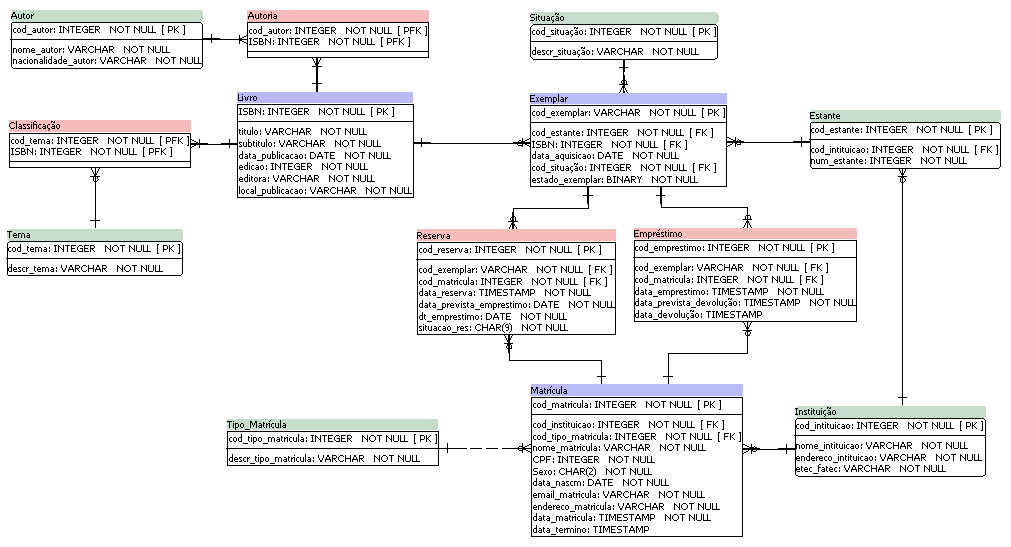 Autor
cod_autor: INTEGER NOT NULL [ PK ]
nome_autor: VARCHAR NOT NULL
nacionalidade_autor: VARCHAR NOT NULL
Autoria
cod_autor: INTEGER NOT NULL [ PFK ]
ISBN: INTEGER NOT NULL [ PFK ]
Situação
cod_situação: INTEGER NOT NULL [ PK ]
descr_situação: VARCHAR NOT NULL
Livro
ISBN: INTEGER NOT NULL [ PK ]
titulo: VARCHAR NOT NULL
subtitulo: VARCHAR NOT NULL
data_publicacao: DATE NOT NULL
edicao: INTEGER NOT NULL
editora: VARCHAR NOT NULL
local_publicacao: VARCHAR NOT NULL
Exemplar
cod_exemplar: VARCHAR NOT NULL [ PK ]
cod_estante: INTEGER NOT NULL [ FK ]
ISBN: INTEGER NOT NULL [ FK ]
data_aquisicao: DATE NOT NULL
cod_situação: INTEGER NOT NULL [ FK ]
estado_exemplar: BINARY NOT NULL
Estante
cod_estante: INTEGER NOT NULL [ PK ]
cod_intituicao: INTEGER NOT NULL [ FK ]
num_estante: INTEGER NOT NULL
Classificação
cod_tema: INTEGER NOT NULL [ PFK ]
ISBN: INTEGER NOT NULL [ PFK ]
Tema
cod_tema: INTEGER NOT NULL [ PK ]
descr_tema: VARCHAR NOT NULL
Reserva
cod_reserva: INTEGER NOT NULL [ PK ]
cod_exemplar: VARCHAR NOT NULL [ FK ]
cod_matricula: INTEGER NOT NULL [ FK ]
data_reserva: TIMESTAMP NOT NULL
data_prevista_emprestimo: DATE NOT NULL
dt_emprestimo: DATE NOT NULL
situacao_res: CHAR(9) NOT NULL
Empréstimo
cod_emprestimo: INTEGER NOT NULL [ PK ]
cod_exemplar: VARCHAR NOT NULL [ FK ]
cod_matricula: INTEGER NOT NULL [ FK ]
data_emprestimo: TIMESTAMP NOT NULL
data_prevista_devolução: TIMESTAMP NOT NULL
data_devolução: TIMESTAMP
Matrícula
cod_matricula: INTEGER NOT NULL [ PK ]
cod_instituicao: INTEGER NOT NULL [ FK ]
cod_tipo_matricula: INTEGER NOT NULL [ FK ]
nome_matricula: VARCHAR NOT NULL
CPF: INTEGER NOT NULL
Sexo: CHAR(2) NOT NULL
data_nascm: DATE NOT NULL
email_matricula: VARCHAR NOT NULL
endereco_matricula: VARCHAR NOT NULL
data_matricula: TIMESTAMP NOT NULL
data_termino: TIMESTAMP
Tipo_Matrícula
cod_tipo_matricula: INTEGER NOT NULL [ PK ]
descr_tipo_matricula: VARCHAR NOT NULL
Instituição
cod_intituicao: INTEGER NOT NULL [ PK ]
nome_intituicao: VARCHAR NOT NULL
endereco_intituicao: VARCHAR NOT NULL
etec_fatec: VARCHAR NOT NULL